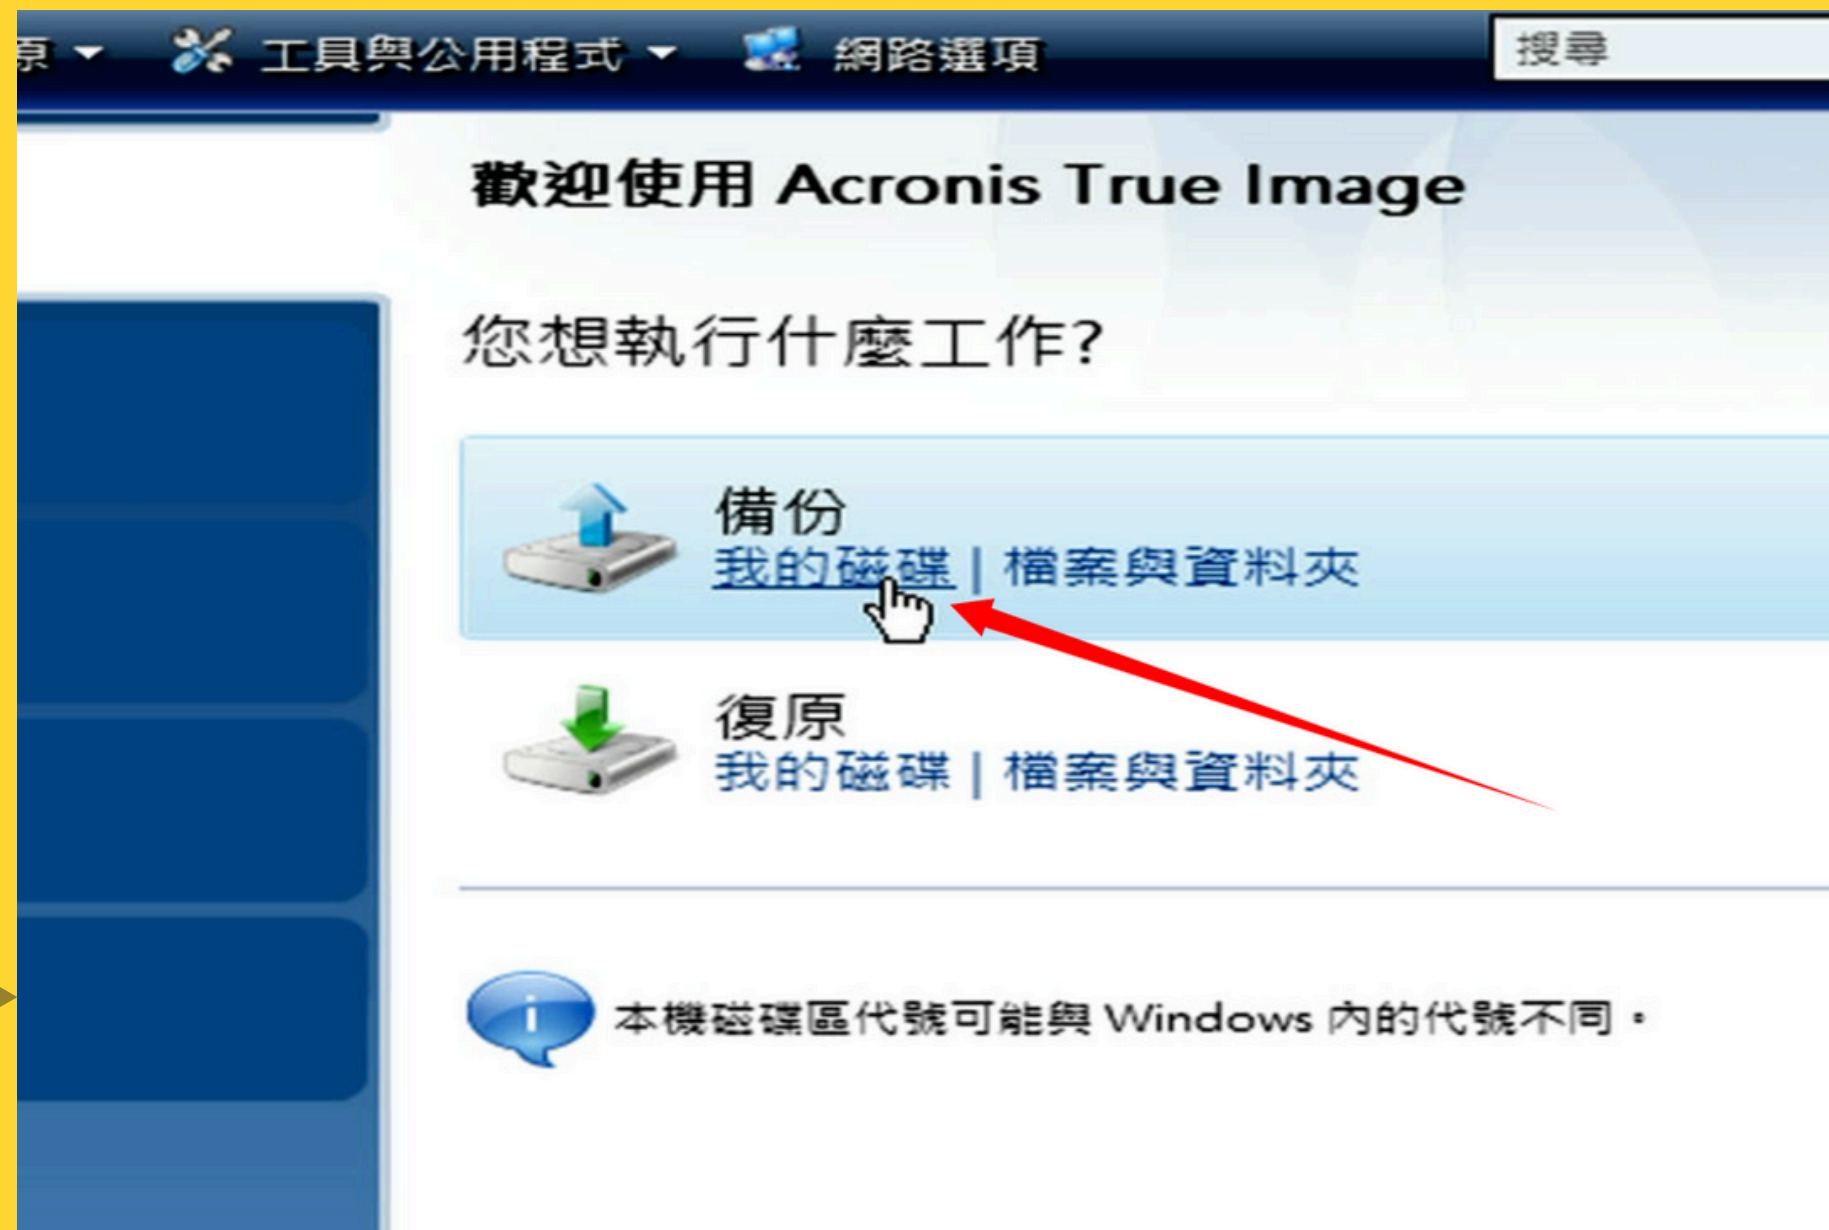 原 工具與公用程式 網路選項 搜尋
歡迎使用 Acronis True Image
您想執行什麼工作?
備份
我的磁碟 | 檔案與資料夾
復原
我的磁碟 | 檔案與資料夾
本機磁碟區代號可能與 Windows 內的代號不同。